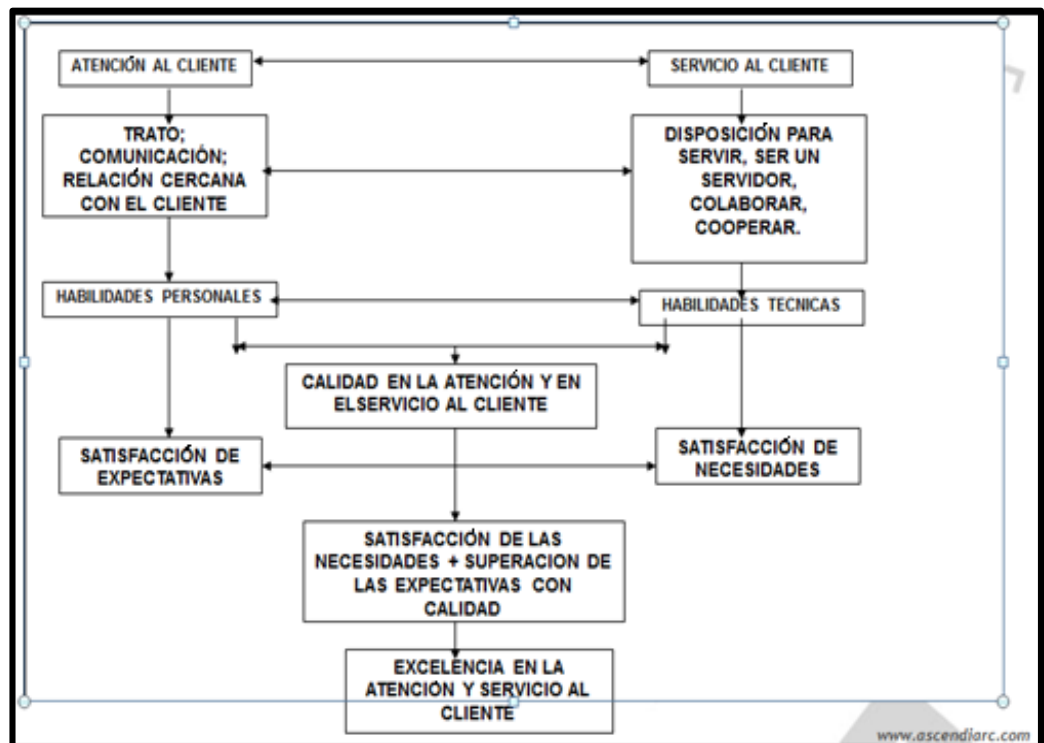 ATENCIÓN AL CLIENTE
SERVICIO AL CLIENTE
TRATO;
COMUNICACIÓN;
RELACIÓN CERCANA
CON EL CLIENTE
DISPOSICIÓN PARA
SERVIR, SER UN
SERVIDOR,
COLABORAR,
COOPERAR.
HABILIDADES PERSONALES
HABILIDADES TECNICAS
CALIDAD EN LA ATENCIÓN Y EN
ELSERVICIO AL CLIENTE
SATISFACCIÓN DE
EXPECTATIVAS
SATISFACCIÓN DE
NECESIDADES
SATISFACCIÓN DE LAS
NECESIDADES + SUPERACION DE
LAS EXPECTATIVAS CON
CALIDAD
EXCELENCIA EN LA
ATENCIÓN Y SERVICIO AL
CLIENTE
www.ascendiarc.com